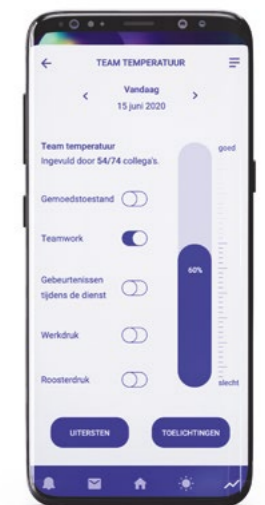 TEAM TEMPERATUUR
Vandaag
15 juni 2020
Team temperatuur
Ingevuld door 54/74 collega's.
goed
Gemoedstoestand
Teamwork
Gebeurtenissen
tijdens de dienst
60%
Werkdruk
Roosterdruk
slecht
UITERSTEN
TOELICHTINGEN